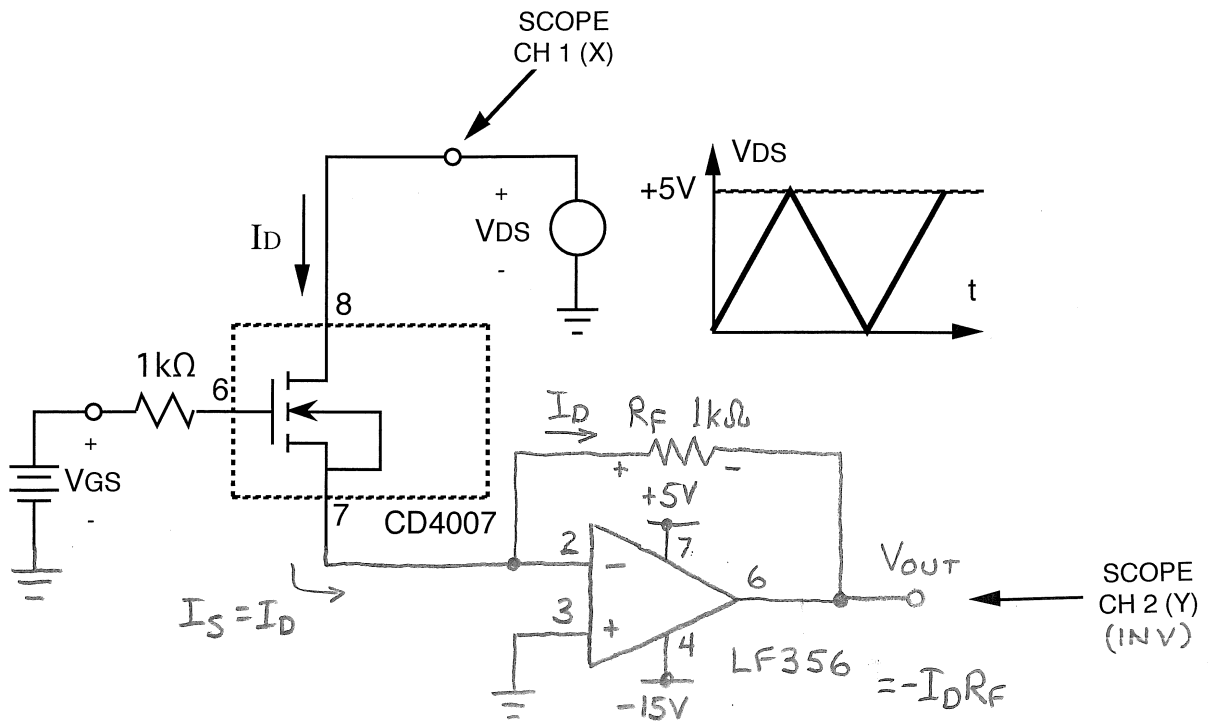 SCOPE
CH 1 (X)
VDS
+5V
t
ID
+
VDS
-
8
1kΩ
6
+
VGS
-
7
CD4007
ID
RF 1kΩ
+ -
+5V
7
2
-
6
VOUT
3
+
4
-15V
LF356
IS=ID
SCOPE
CH 2 (Y)
(INV)
=-IDRF